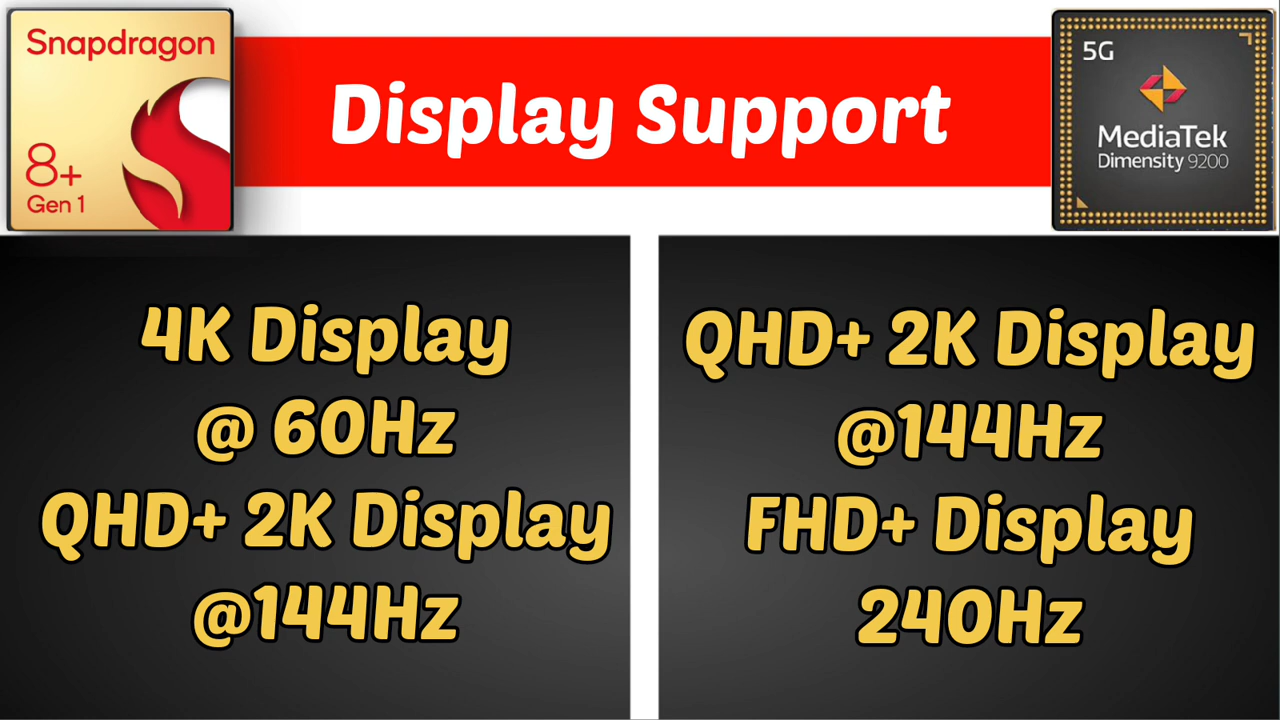 Snapdragon
8+
Gen 1
Display Support
5G
MediaTek
Dimensity 9200
4K Display
@ 60Hz
QHD+ 2K Display
@144Hz
QHD+ 2K Display
@144Hz
FHD+ Display
240Hz